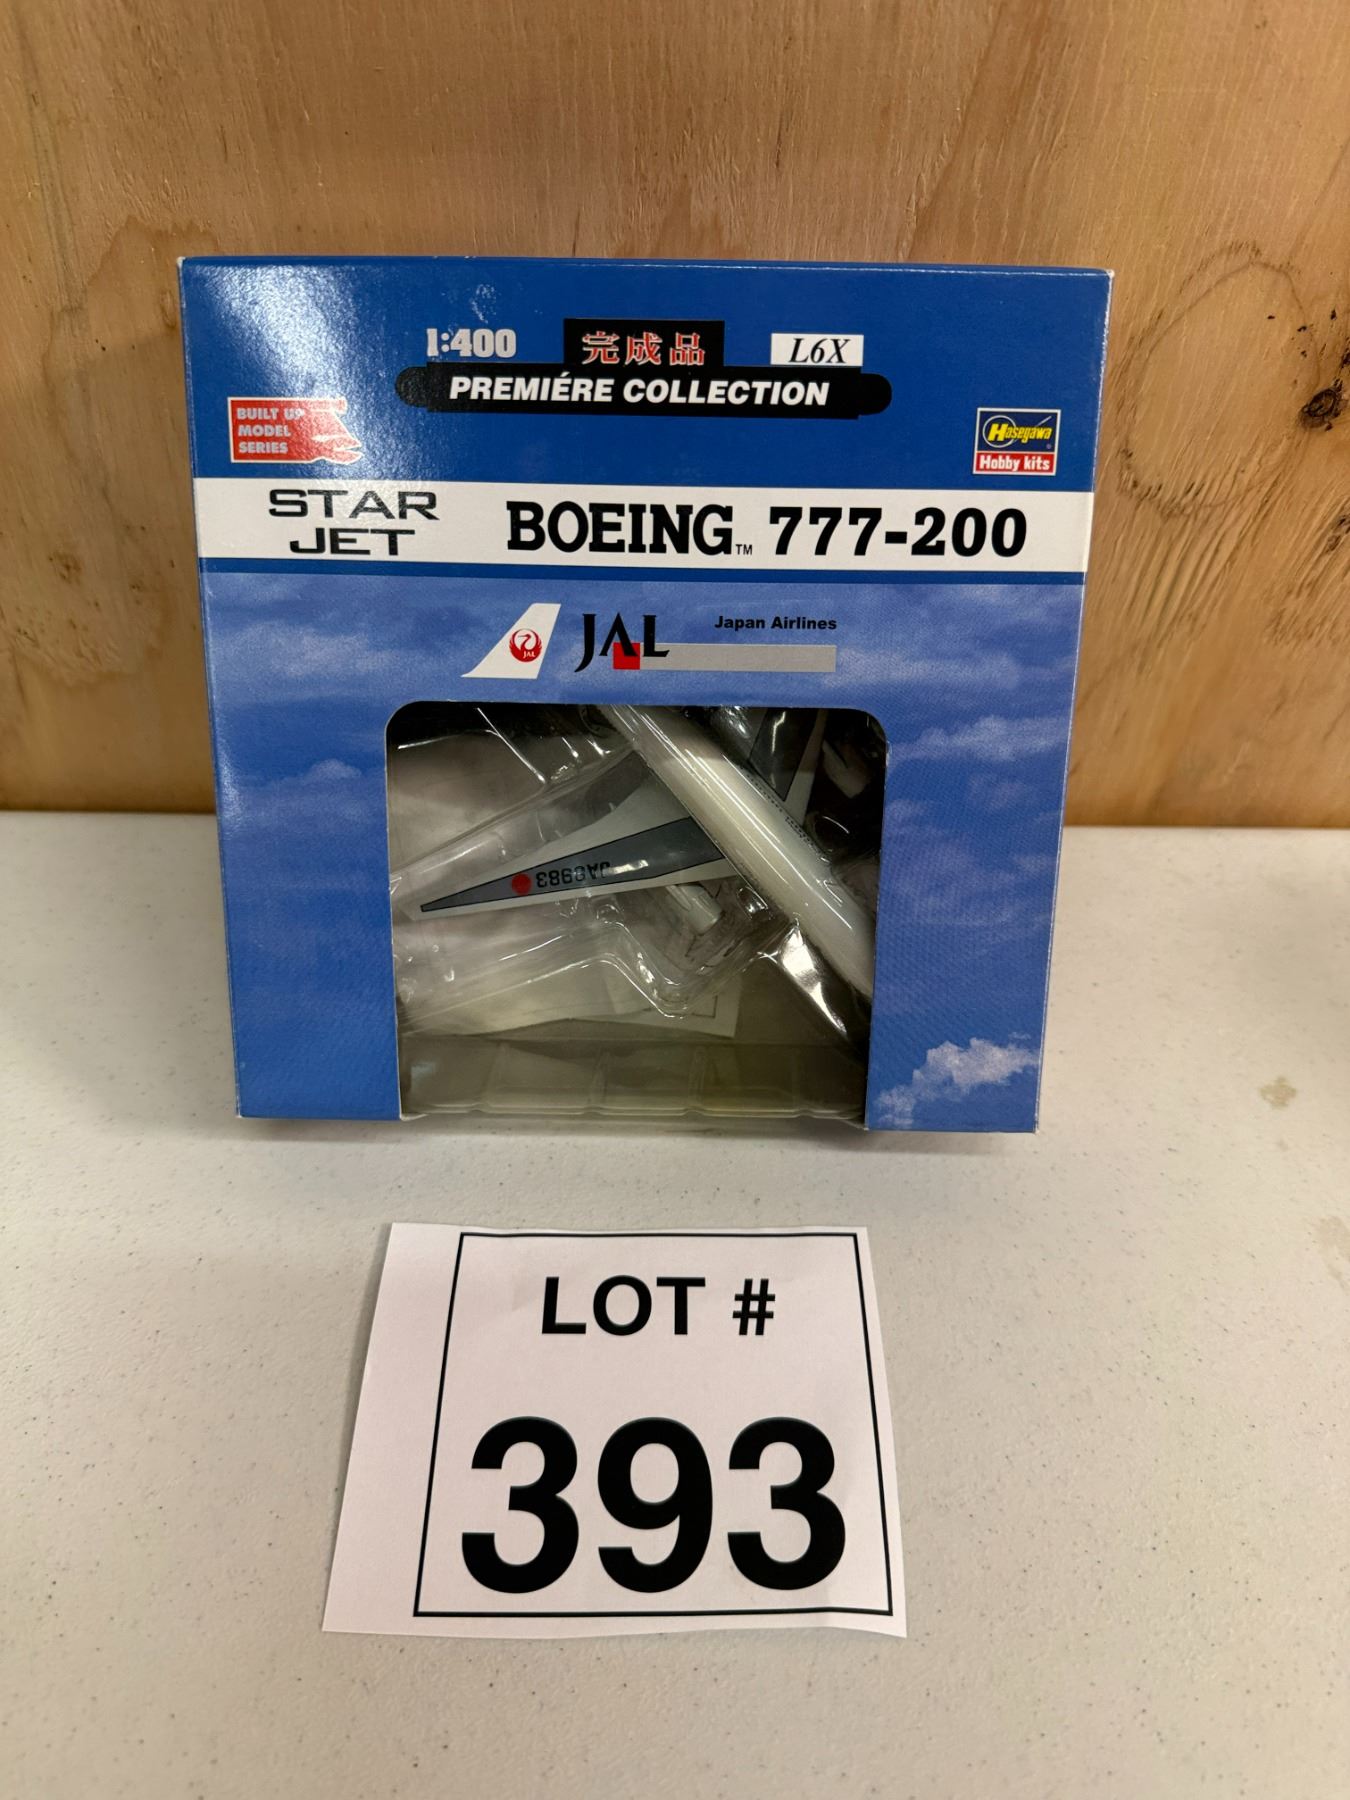 1:400
完成品
L6X
PREMIÉRE COLLECTION
BUILT UP
MODEL
SERIES
Hasegawa
Hobby kits
STAR
JET
BOEING™ 777-200
JAL
JAL
Japan Airlines
JA8983
LOT #
393